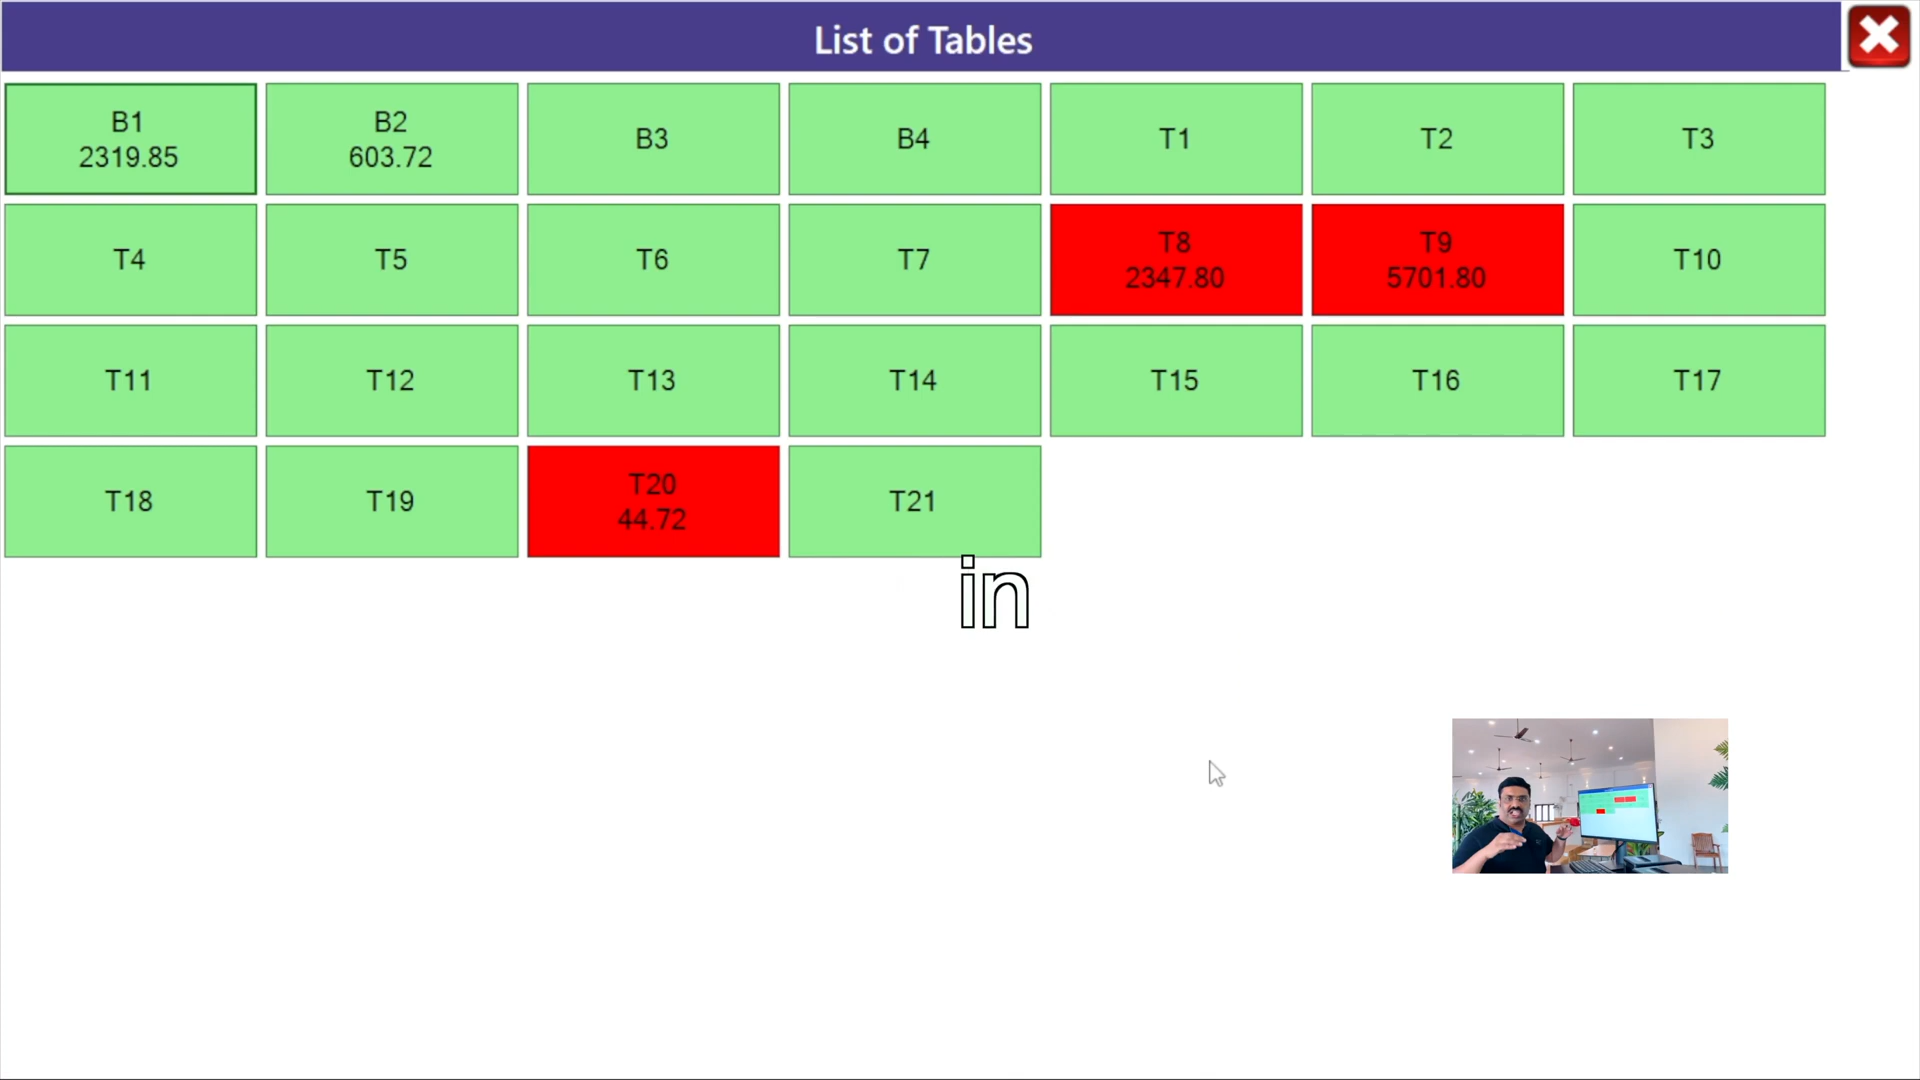 List of Tables
B1
2319.85
B2
603.72
B3
B4
T1
T2
T3
T4
T5
T6
T7
T8
2347.80
T9
5701.80
T10
T11
T12
T13
T14
T15
T16
T17
T18
T19
T20
44.72
T21
in